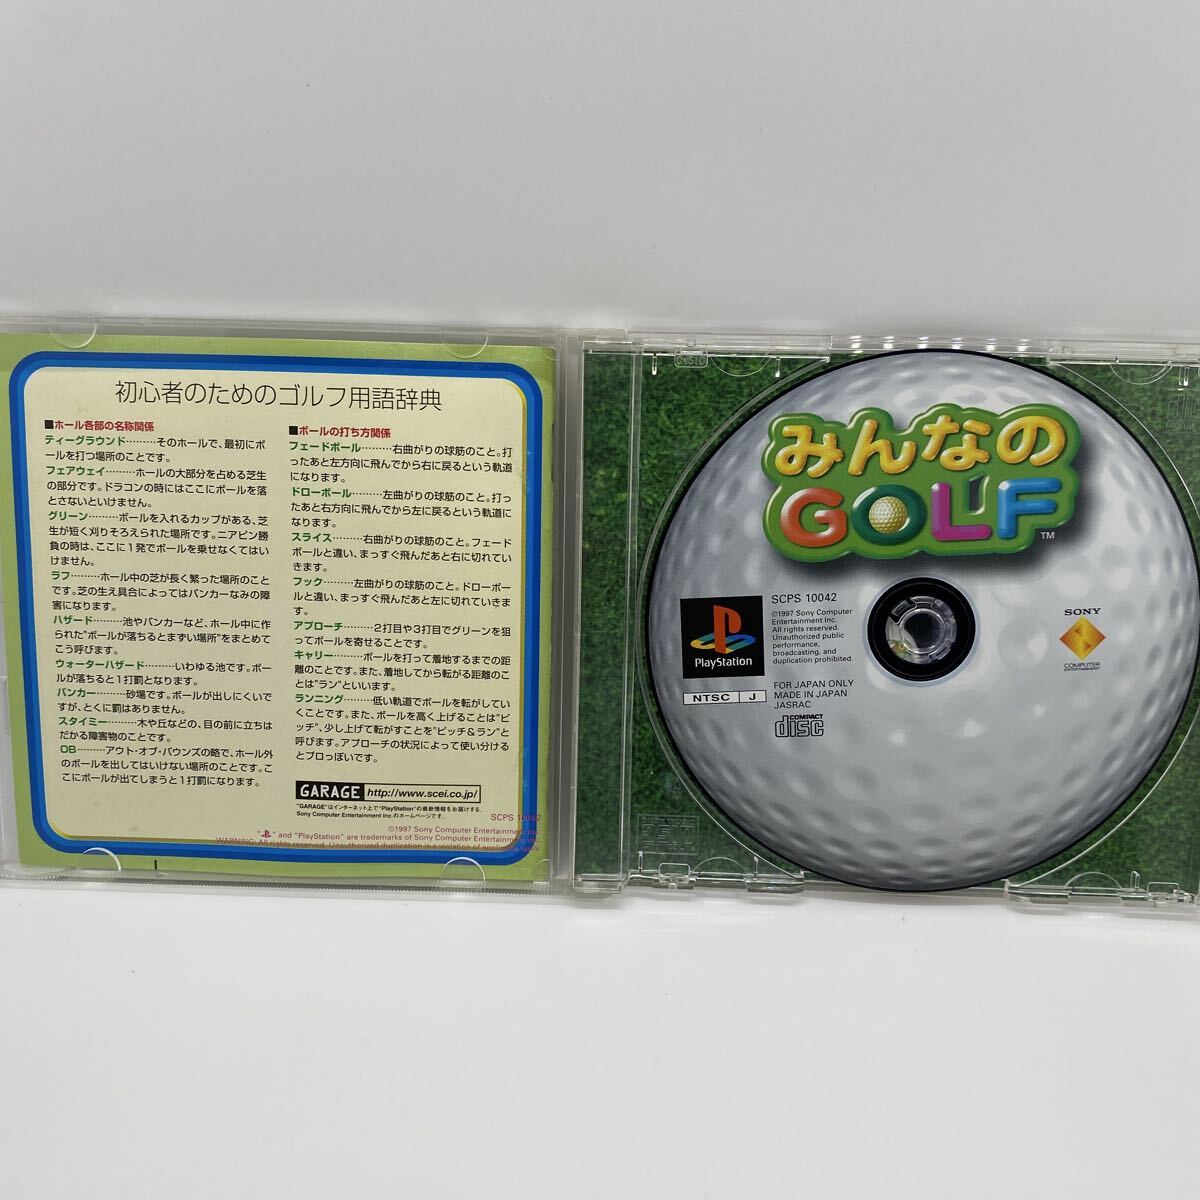 初心者のためのゴルフ用語辞典
■ホール各部の名称関係
ティーグラウンド………そのホールで、最初にボ
ールを打つ場所のことです。
フェアウェイ………ホールの大部分を占める芝生
の部分です。ドラコンの時にはここにボールを落
とさないといけません。
グリーン………ボールを入れるカップがある、芝
生が短く刈りそろえられた場所です。ニアピン勝
負の時は、ここに1発でボールを乗せなくてはい
けません。
ラフ………ホール中の芝が長く繁った場所のこと
です。芝の生え具合によってはバンカーなみの障
害になります。
ハザード………池やバンカーなど、ホール中に作
られた"ボールが落ちるとまずい場所"をまとめて
こう呼びます。
ウォーターハザード………いわゆる池です。ボー
ルが落ちると1打罰となります。
バンカー………砂場です。ボールが出しにくいで
すが、とくに罰はありません。
スタイミー………木や丘などの、目の前に立ちは
だかる障害物のことです。
OB………アウト・オブ・バウンズの略で、ホール外
のボールを出してはいけない場所のことです。こ
こにボールが出てしまうと1打罰になります。
■ボールの打ち方関係
フェードボール………右曲がりの球筋のこと。打
ったあと左方向に飛んでから右に戻るという軌道
になります。
ドローボール………左曲がりの球筋のこと。打っ
たあと右方向に飛んでから左に戻るという軌道に
なります。
スライス………右曲がりの球筋のこと。フェード
ボールと違い、まっすぐ飛んだあと右に切れてい
きます。
フック………左曲がりの球筋のこと。ドローボー
ルと違い、まっすぐ飛んだあと左に切れていきま
す。
アプローチ………2打目や3打目でグリーンを狙
ってボールを寄せることです。
キャリー………ボールを打って着地するまでの距
離のことです。また、着地してから転がる距離の
ことは"ラン"といいます。
ランニング………低い軌道でボールを転がしてい
くことです。また、ボールを高く上げることは"ピ
ッチ"、少し上げて転がすことを"ピッチ＆ラン"と
呼びます。アプローチの状況によって使い分ける
とプロっぽいです。
GARAGE http://www.scei.co.jp/
"GARAGE"はインターネット上で"PlayStation"の最新情報をお届けする、
Sony Computer Entertainment Inc.のホームページです。
SCPS 10042
©1997 Sony Computer Entertainment Inc.
" " and "PlayStation" are trademarks of Sony Computer Entertainment Inc.
WARNING: All rights reserved. Unauthorized duplication is a violation of applicable laws.
みんなの
GOLF™
PlayStation
NTSC J
SCPS 10042
©1997 Sony Computer
Entertainment Inc.
All rights reserved.
Unauthorized public
performance,
broadcasting, and
duplication prohibited.
FOR JAPAN ONLY
MADE IN JAPAN
JASRAC
COMPACT
disc
SONY
COMPUTER
ENTERTAINMENT